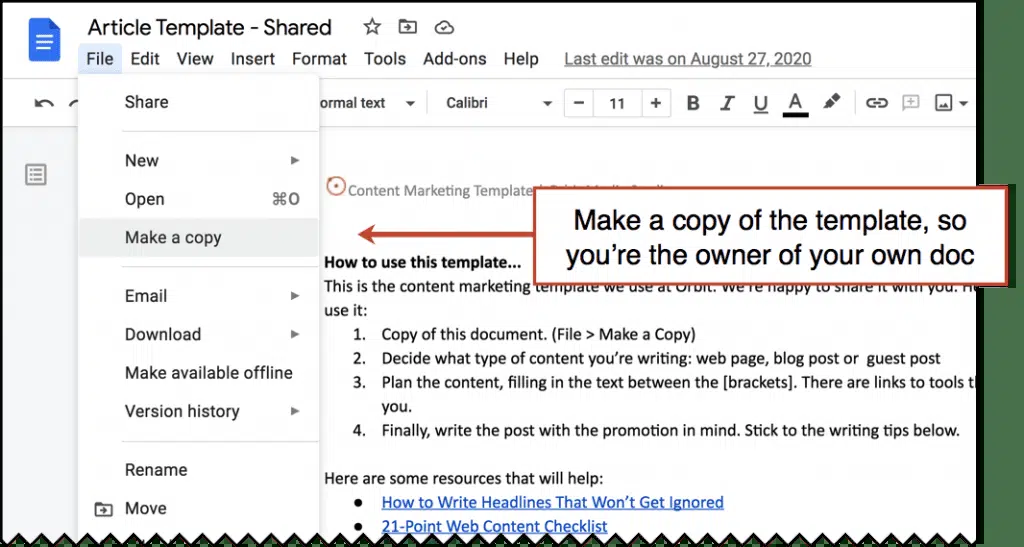 Article Template - Shared
File Edit View Insert Format Tools Add-ons Help Last edit was on August 27, 2020
ormal text Calibri 11 B I U A
Share
New
Open ⌘O
Make a copy
Email
Download
Make available offline
Version history
Rename
Move
Content Marketing Template
Make a copy of the template, so
you're the owner of your own doc
How to use this template...
This is the content marketing template we use at Orbit. We're happy to share it with you.
use it:
1. Copy of this document. (File > Make a Copy)
2. Decide what type of content you're writing: web page, blog post or guest post
3. Plan the content, filling in the text between the [brackets]. There are links to tools
you.
4. Finally, write the post with the promotion in mind. Stick to the writing tips below.
Here are some resources that will help:
● How to Write Headlines That Won't Get Ignored
● 21-Point Web Content Checklist